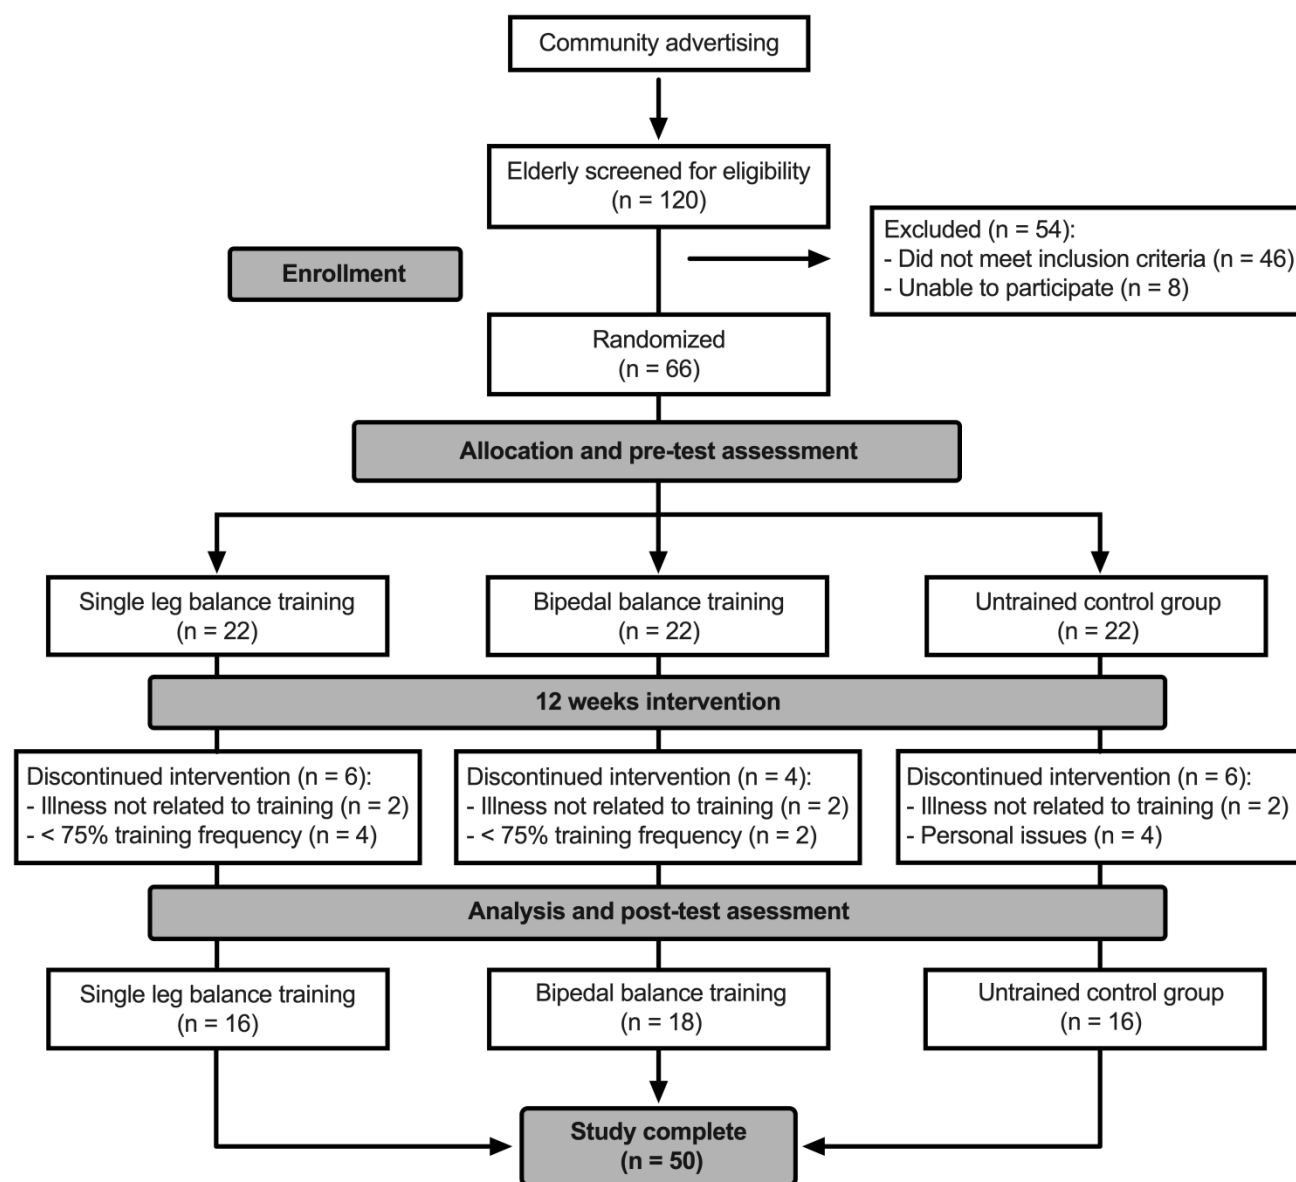 Community advertising
Elderly screened for eligibility
(n = 120)
Excluded (n = 54):
- Did not meet inclusion criteria (n = 46)
- Unable to participate (n = 8)
Enrollment
Randomized
(n = 66)
Allocation and pre-test assessment
Single leg balance training
(n = 22)
Bipedal balance training
(n = 22)
Untrained control group
(n = 22)
12 weeks intervention
Discontinued intervention (n = 6):
- Illness not related to training (n = 2)
- < 75% training frequency (n = 4)
Discontinued intervention (n = 4):
- Illness not related to training (n = 2)
- < 75% training frequency (n = 2)
Discontinued intervention (n = 6):
- Illness not related to training (n = 2)
- Personal issues (n = 4)
Analysis and post-test asessment
Single leg balance training
(n = 16)
Bipedal balance training
(n = 18)
Untrained control group
(n = 16)
Study complete
(n = 50)